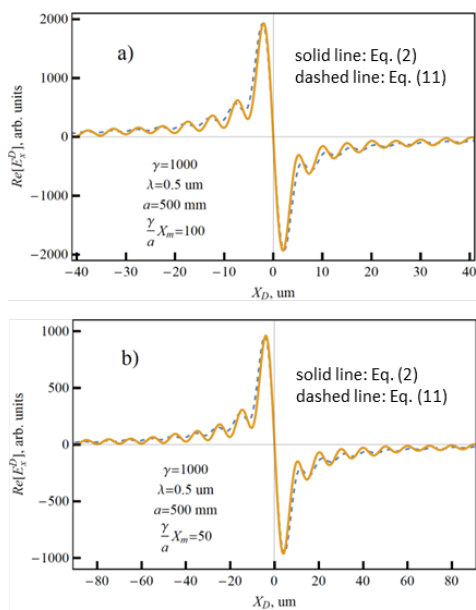 2000
1000
0
−1000
−2000
Re[E_x^D], arb. units
a)
solid line: Eq. (2)
dashed line: Eq. (11)
γ=1000
λ=0.5 um
a=500 mm
γ/a X_m=100
−40 −30 −20 −10 0 10 20 30 40
X_D, um
1000
500
0
−500
−1000
Re[E_x^D], arb. units
b)
solid line: Eq. (2)
dashed line: Eq. (11)
γ=1000
λ=0.5 um
a=500 mm
γ/a X_m=50
−80 −60 −40 −20 0 20 40 60 80
X_D, um